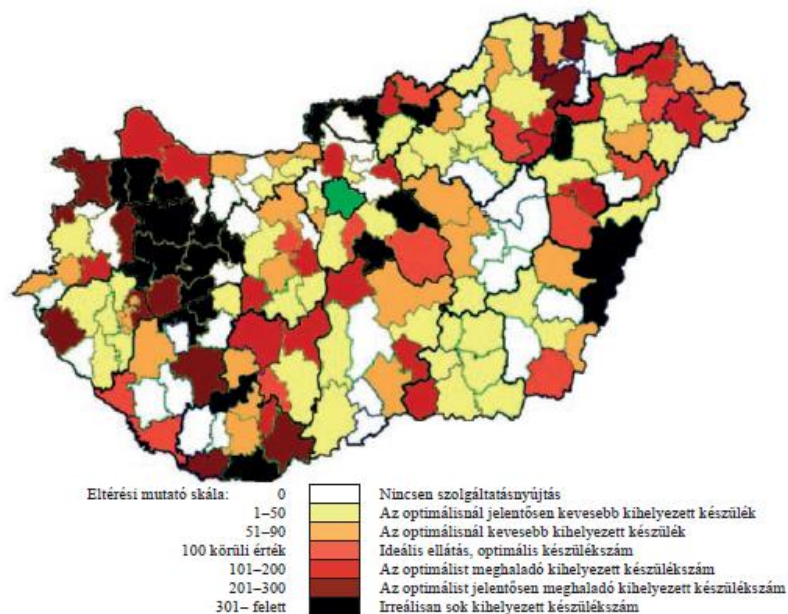 Eltérési mutató skála: 0 Nincsen szolgáltatásnyújtás
1–50 Az optimálisnál jelentősen kevesebb kihelyezett készülék
51–90 Az optimálisnál kevesebb kihelyezett készülék
100 körüli érték Ideális ellátás, optimális készülékszám
101–200 Az optimálist meghaladó kihelyezett készülékszám
201–300 Az optimálist jelentősen meghaladó kihelyezett készülékszám
301– felett Irreálisan sok kihelyezett készülékszám